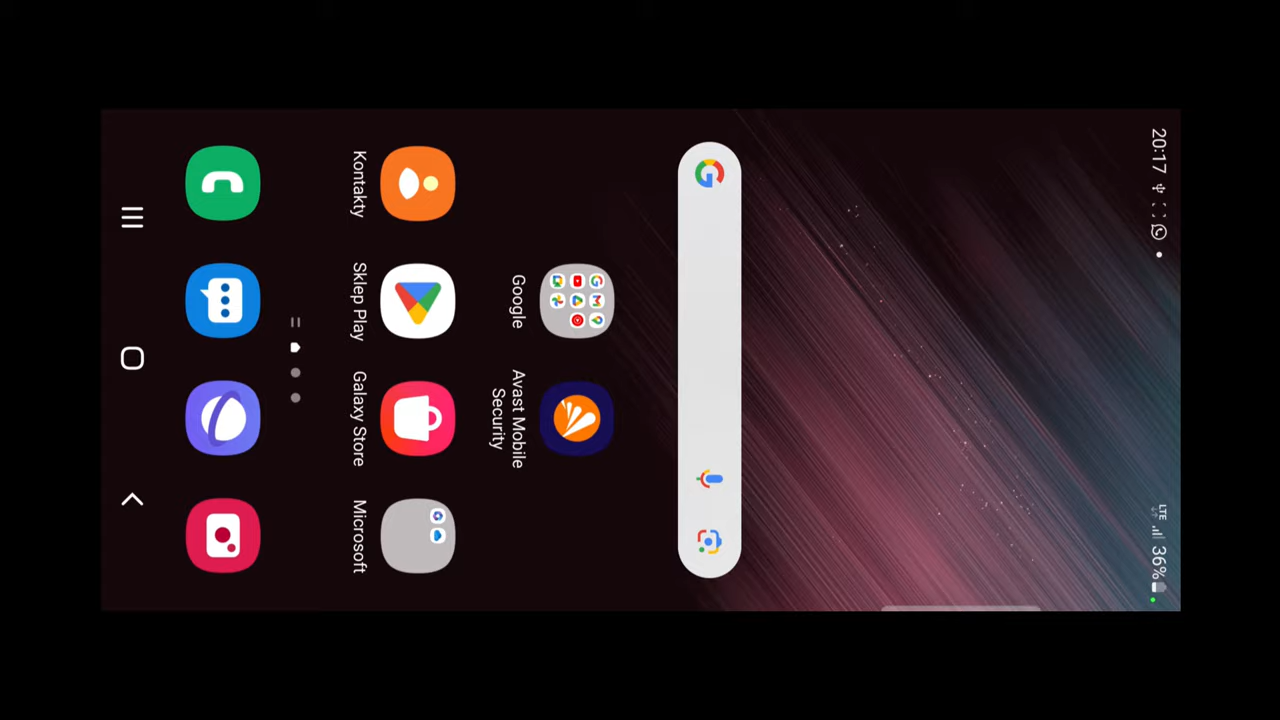 20:17
LTE
36%
Google
Avast Mobile
Security
Kontakty
Sklep Play
Galaxy Store
Microsoft